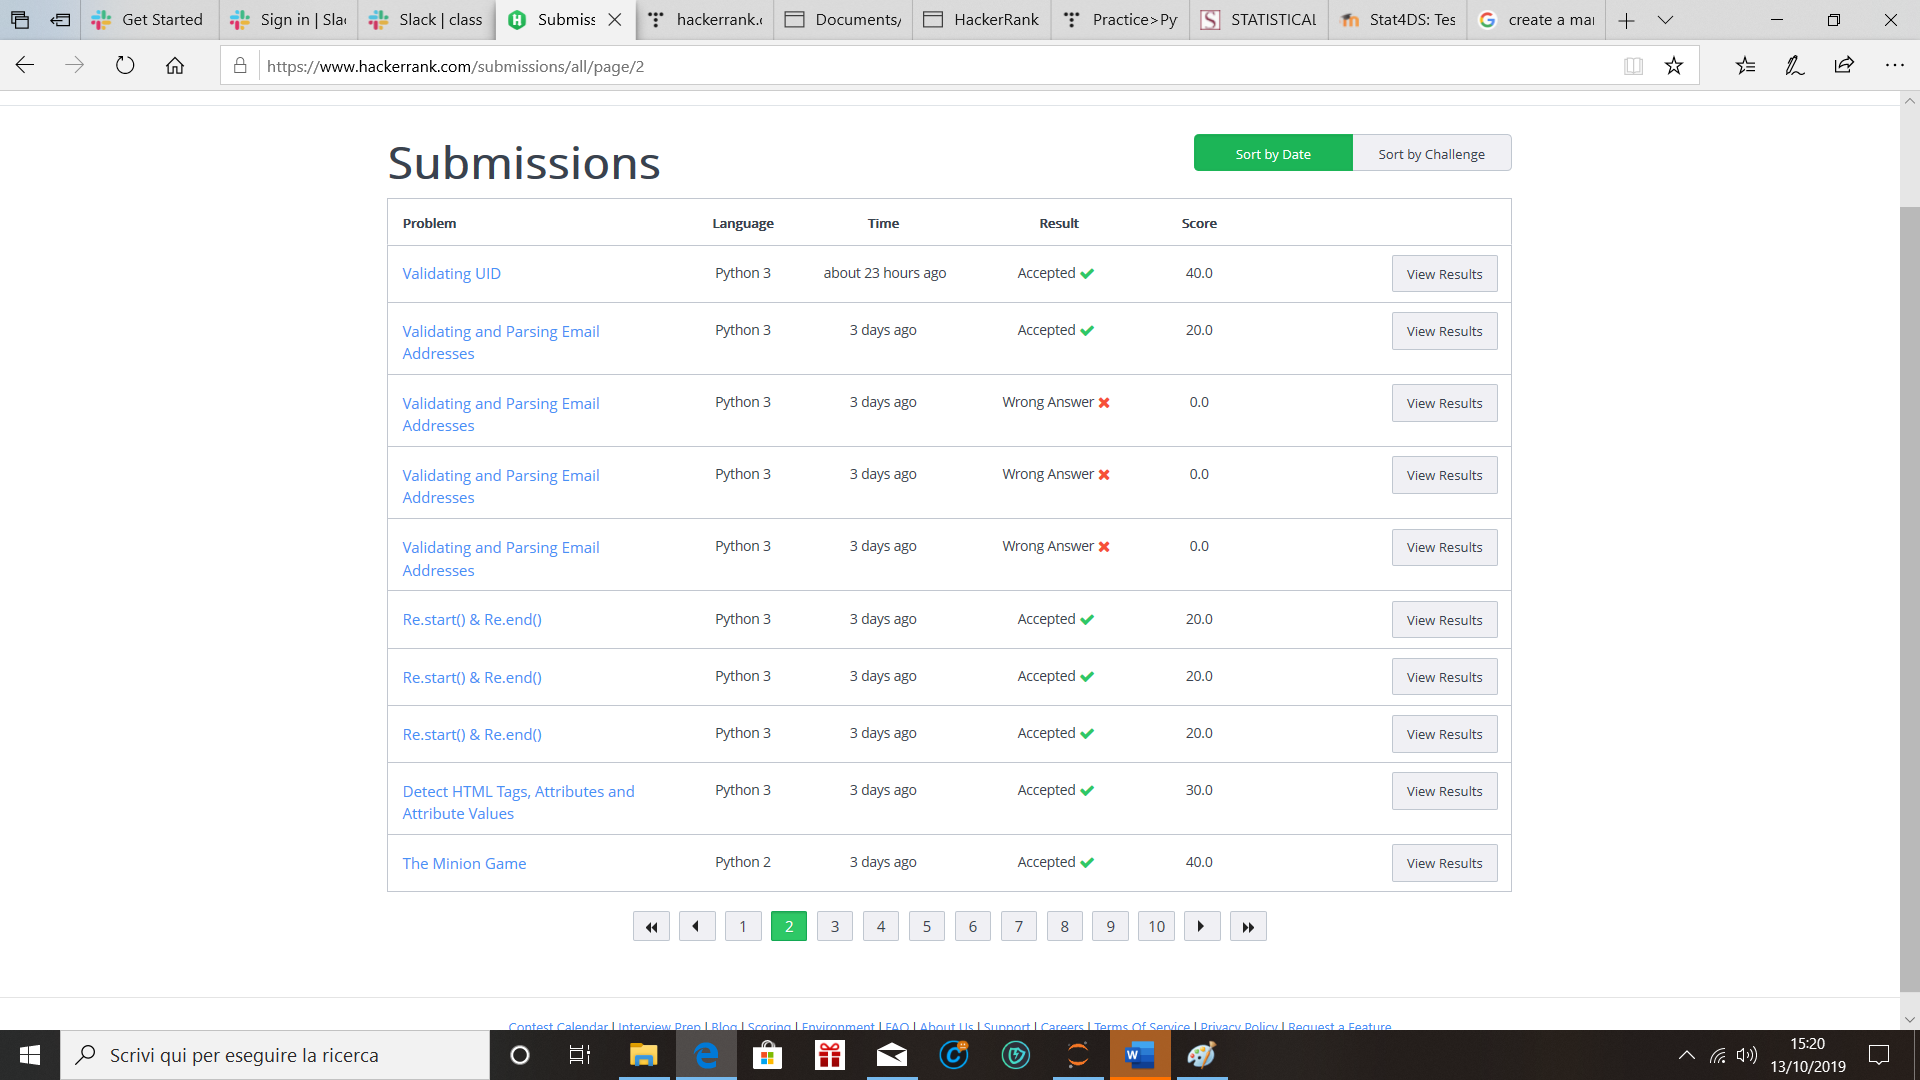 Get Started
Sign in | Sla
Slack | class
Submiss
hackerrank.c
Documents/
HackerRank
Practice>Py
STATISTICAL
Stat4DS: Tes
create a ma
https://www.hackerrank.com/submissions/all/page/2
Submissions
Sort by Date
Sort by Challenge
Problem Language Time Result Score
Validating UID Python 3 about 23 hours ago Accepted 40.0 View Results
Validating and Parsing Email Python 3 3 days ago Accepted 20.0 View Results
Addresses
Validating and Parsing Email Python 3 3 days ago Wrong Answer 0.0 View Results
Addresses
Validating and Parsing Email Python 3 3 days ago Wrong Answer 0.0 View Results
Addresses
Validating and Parsing Email Python 3 3 days ago Wrong Answer 0.0 View Results
Addresses
Re.start() & Re.end() Python 3 3 days ago Accepted 20.0 View Results
Re.start() & Re.end() Python 3 3 days ago Accepted 20.0 View Results
Re.start() & Re.end() Python 3 3 days ago Accepted 20.0 View Results
Detect HTML Tags, Attributes and Python 3 3 days ago Accepted 30.0 View Results
Attribute Values
The Minion Game Python 2 3 days ago Accepted 40.0 View Results
1 2 3 4 5 6 7 8 9 10
Contest Calendar | Interview Prep | Blog | Scoring | Environment | FAQ | About Us | Support | Careers | Terms Of Service | Privacy Policy | Request a Feature
Scrivi qui per eseguire la ricerca
15:20
13/10/2019